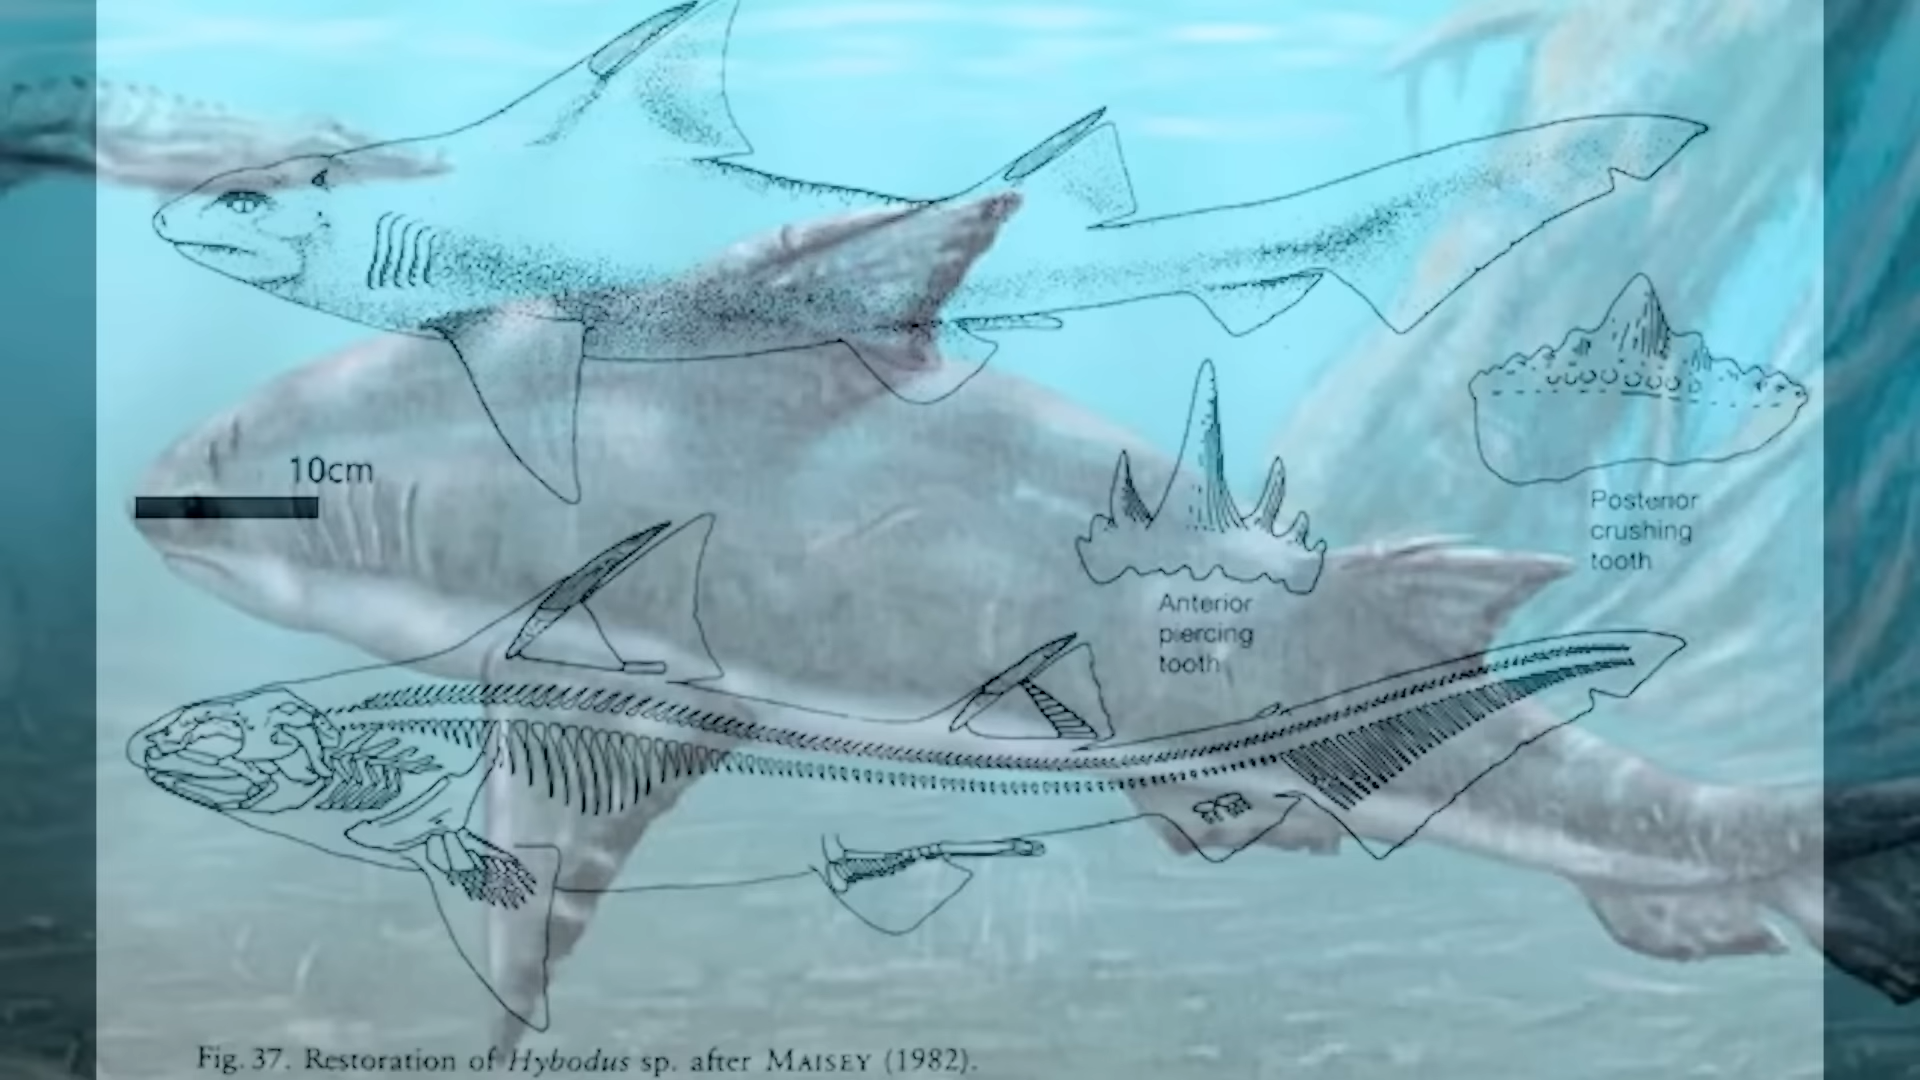 10cm
Posterior
crushing
tooth
Anterior
piercing
tooth
Fig. 37. Restoration of Hybodus sp. after MAISEY (1982).